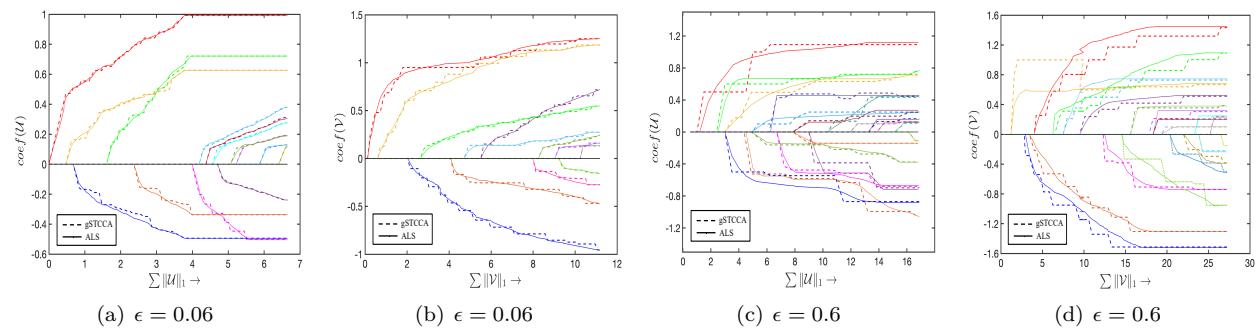 1
0.8
0.6
0.4
0.2
0
-0.2
-0.4
-0.6
coef(𝒰)
gSTCCA
ALS
0 1 2 3 4 5 6 7
∑ ‖𝒰‖₁ →
(a) ϵ = 0.06
1.5
1
0.5
0
-0.5
-1
coef(𝒱)
gSTCCA
ALS
0 2 4 6 8 10 12
∑ ‖𝒱‖₁ →
(b) ϵ = 0.06
1.6
1.2
0.8
0.4
0
-0.4
-0.8
-1.2
coef(𝒰)
gSTCCA
ALS
0 2 4 6 8 10 12 14 16
∑ ‖𝒰‖₁ →
(c) ϵ = 0.6
1.6
1.2
0.8
0.4
0
-0.4
-0.8
-1.2
-1.6
coef(𝒱)
gSTCCA
ALS
0 5 10 15 20 25 30
∑ ‖𝒱‖₁ →
(d) ϵ = 0.6